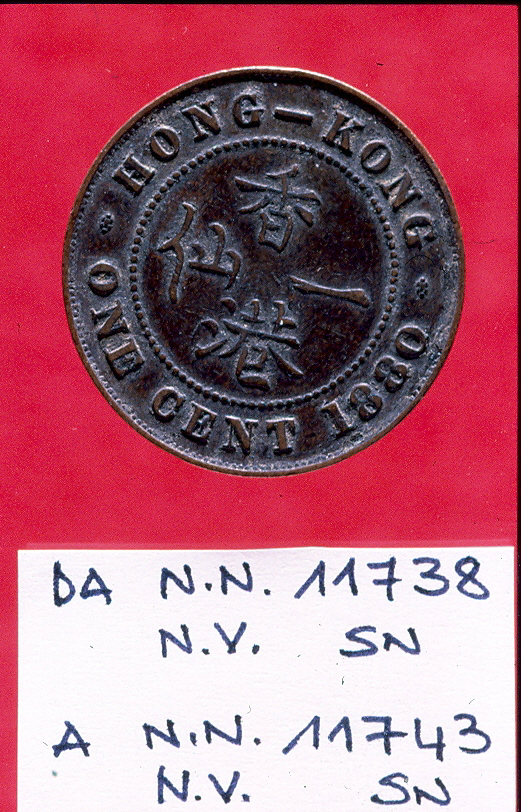 HONG-KONG
香港
一仙
ONE CENT 1880
DA N.N. 11738
N.V. SN
A N.N. 11743
N.V. SN